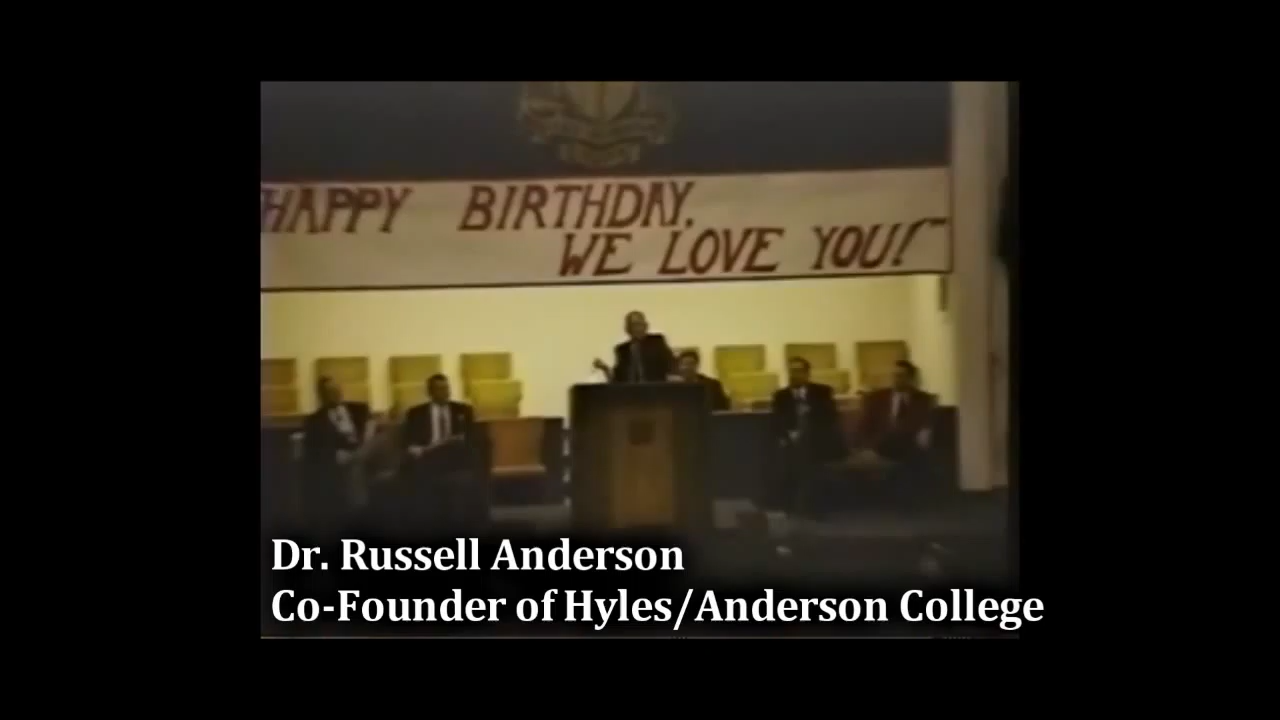 HAPPY BIRTHDAY,
WE LOVE YOU!"
Dr. Russell Anderson
Co-Founder of Hyles/Anderson College